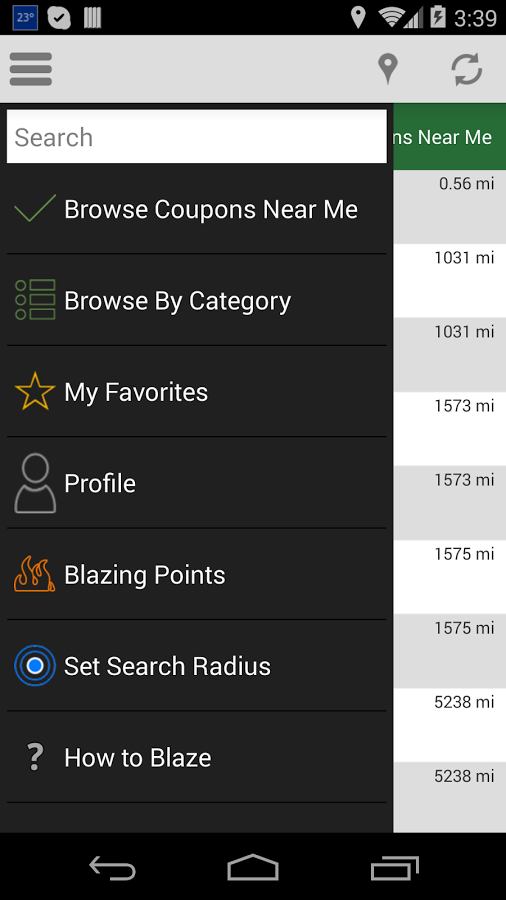 23°
3:39
Search
ns Near Me
Browse Coupons Near Me
Browse By Category
My Favorites
Profile
Blazing Points
Set Search Radius
? How to Blaze
0.56 mi
1031 mi
1031 mi
1573 mi
1573 mi
1575 mi
1575 mi
5238 mi
5238 mi